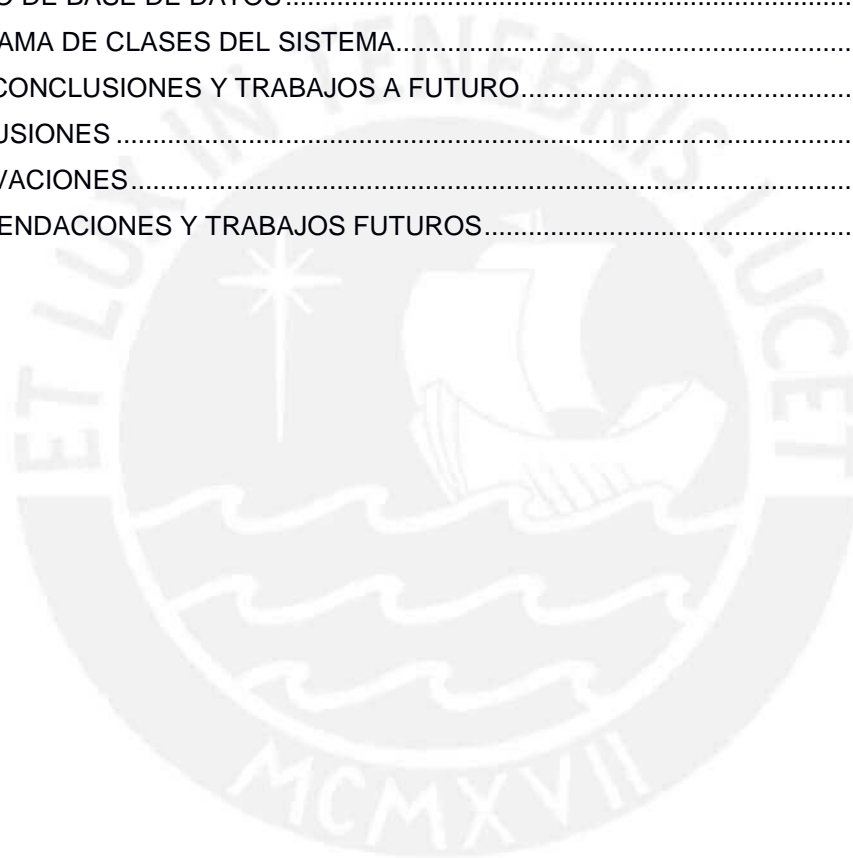 O DE BASE DE DATOS
AMA DE CLASES DEL SISTEMA
CONCLUSIONES Y TRABAJOS A FUTURO
USIONES
VACIONES
ENDACIONES Y TRABAJOS FUTUROS
ET LUX IN TENEBRIS LUCET
MCMXVII